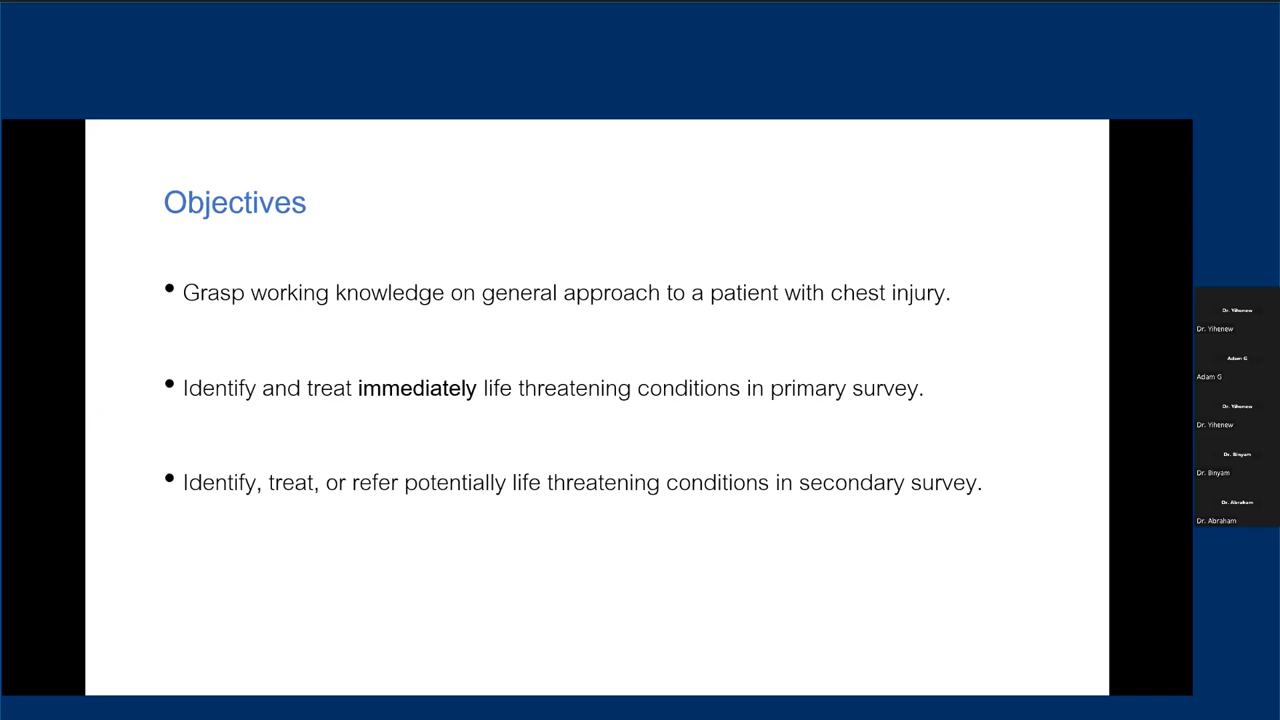 Objectives
• Grasp working knowledge on general approach to a patient with chest injury.
• Identify and treat immediately life threatening conditions in primary survey.
• Identify, treat, or refer potentially life threatening conditions in secondary survey.
Dr. Yihenew
Dr. Yihenew
Adam G
Adam G
Dr. Yihenew
Dr. Yihenew
Dr. Binyam
Dr. Binyam
Dr. Abraham
Dr. Abraham